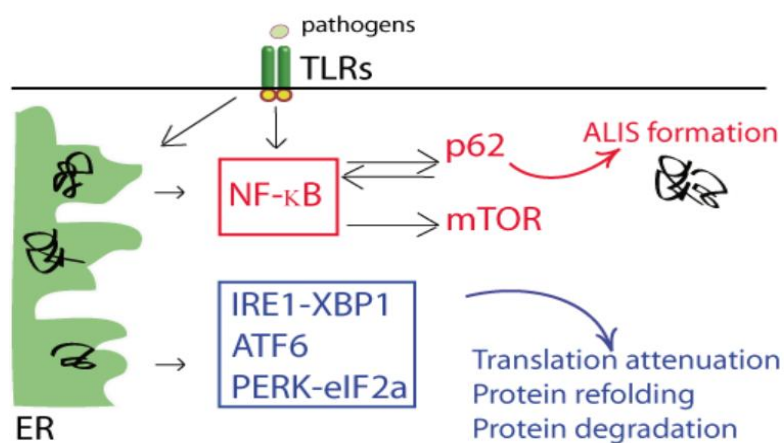 pathogens
TLRs
ALIS formation
p62
NF-κB
mTOR
IRE1-XBP1
ATF6
PERK-eIF2a
Translation attenuation
Protein refolding
Protein degradation
ER